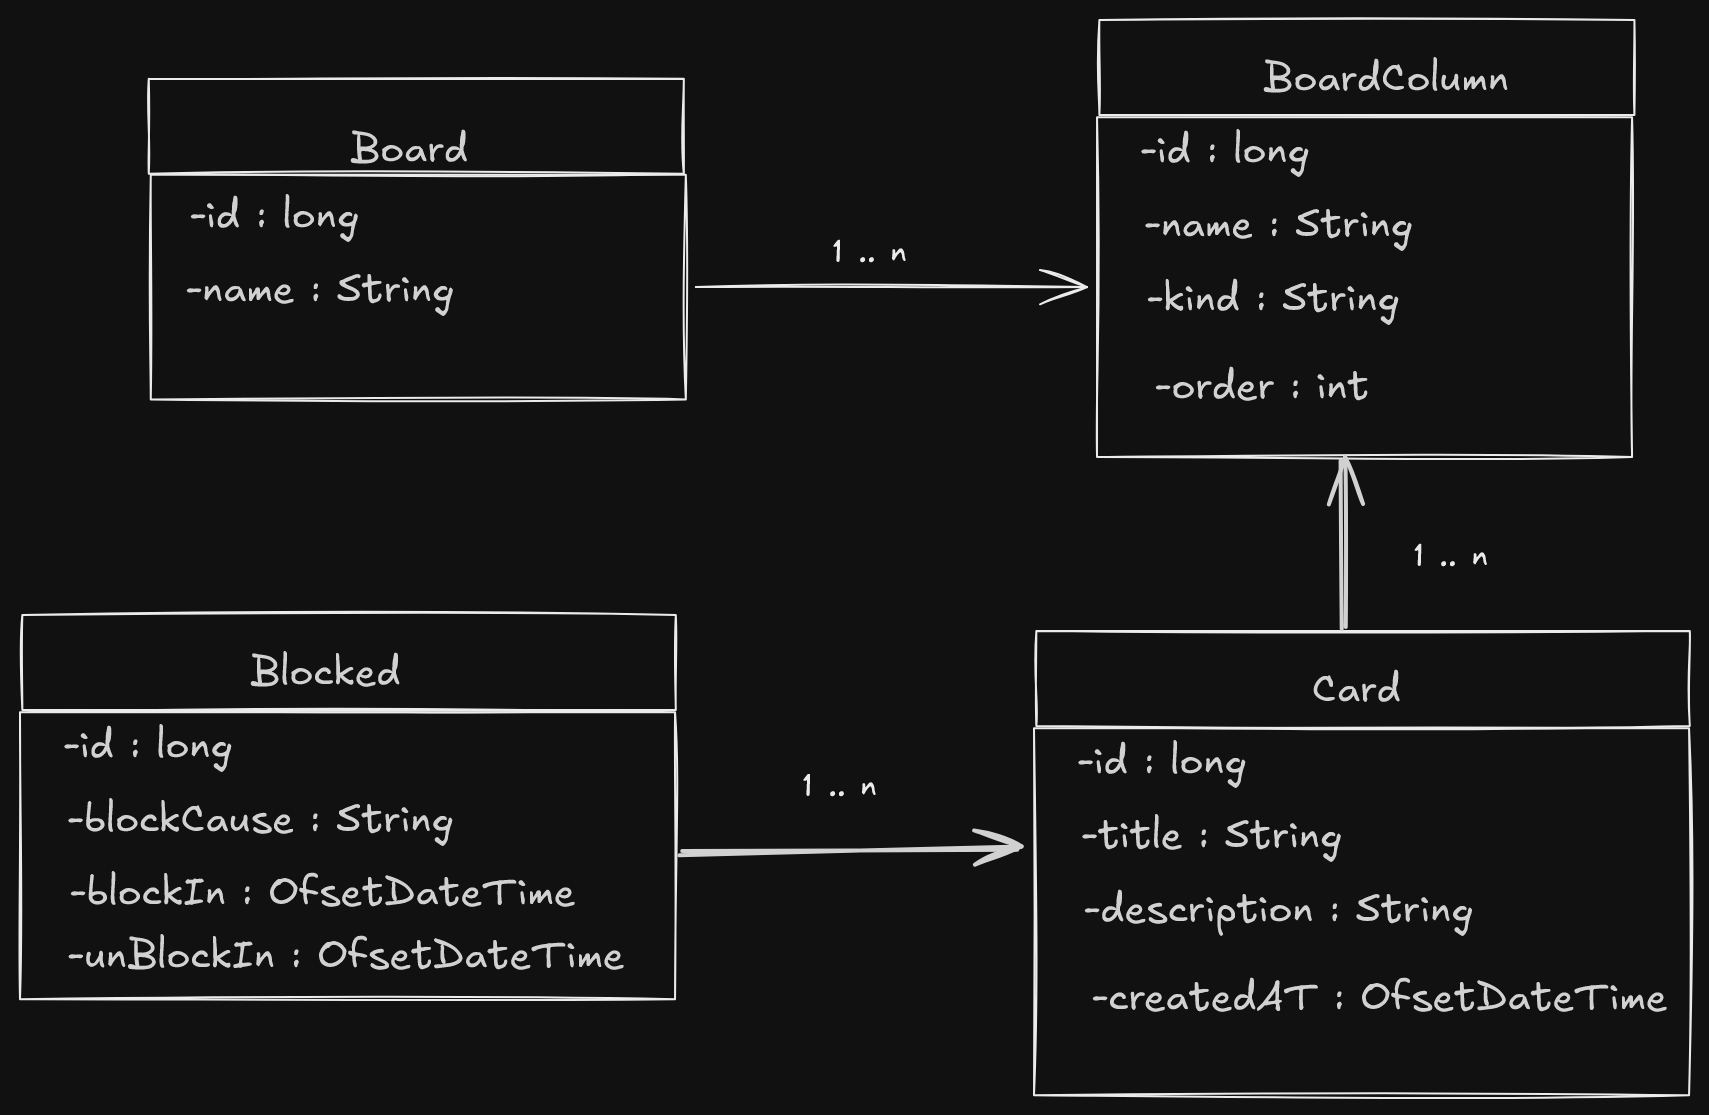 Board
-id : long
-name : String
1 .. n
BoardColumn
-id : long
-name : String
-kind : String
-order : int
1 .. n
Blocked
-id : long
-blockCause : String
-blockIn : OfsetDateTime
-unBlockIn : OfsetDateTime
1 .. n
Card
-id : long
-title : String
-description : String
-createdAT : OfsetDateTime